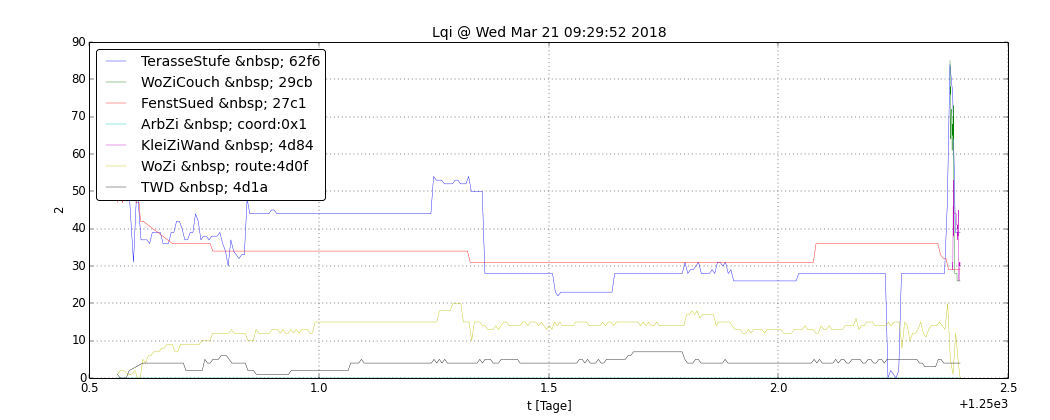 Lqi @ Wed Mar 21 09:29:52 2018
90
80
70
60
50
40
30
20
10
0
2
TerasseStufe &nbsp; 62f6
WoZiCouch &nbsp; 29cb
FenstSued &nbsp; 27c1
ArbZi &nbsp; coord:0x1
KleiZiWand &nbsp; 4d84
WoZi &nbsp; route:4d0f
TWD &nbsp; 4d1a
0.5 1.0 1.5 2.0 2.5
t [Tage] +1.25e3